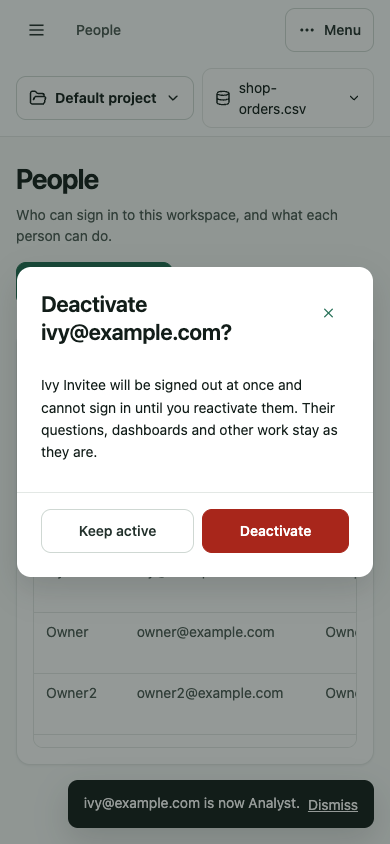 People
Menu
Default project
shop-
orders.csv
People
Who can sign in to this workspace, and what each
person can do.
Deactivate
ivy@example.com?
Ivy Invitee will be signed out at once and
cannot sign in until you reactivate them. Their
questions, dashboards and other work stay as
they are.
Keep active
Deactivate
Owner owner@example.com
Owner2 owner2@example.com
ivy@example.com is now Analyst. Dismiss